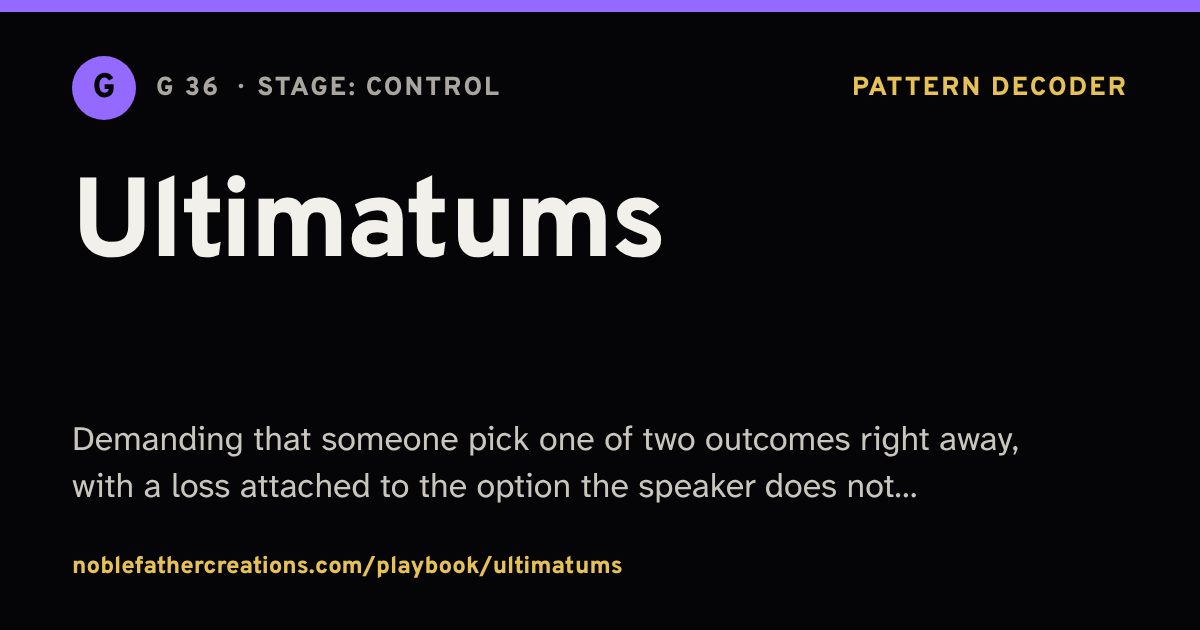 G
G 36 · STAGE: CONTROL
PATTERN DECODER
Ultimatums
Demanding that someone pick one of two outcomes right away,
with a loss attached to the option the speaker does not...
noblefathercreations.com/playbook/ultimatums